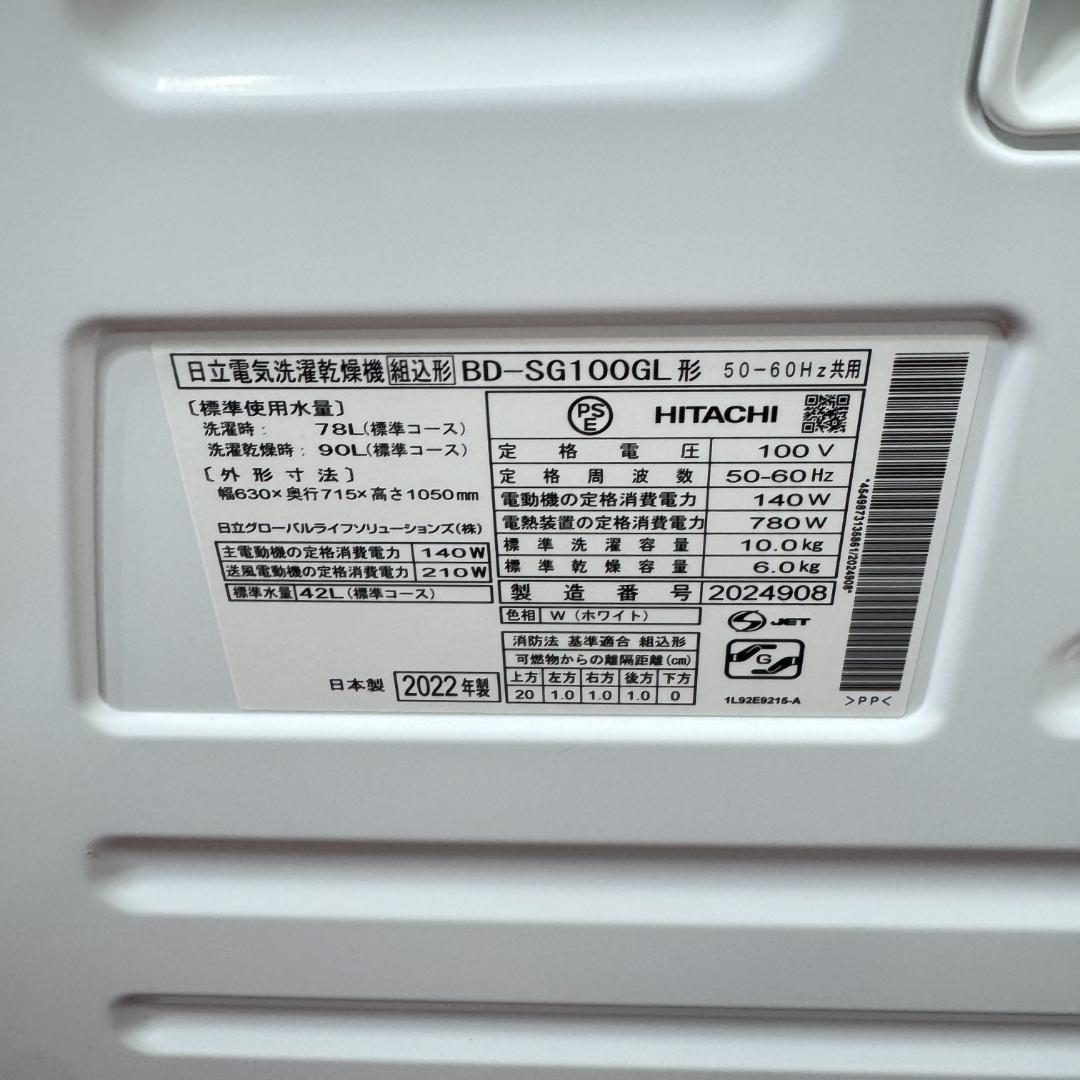 日立電気洗濯乾燥機 組込形 BD-SG100GL形 50-60Hz共用
〔標準使用水量〕
洗濯時: 78L(標準コース)
洗濯乾燥時: 90L(標準コース)
〔外形寸法〕
幅630×奥行715×高さ1050mm
日立グローバルライフソリューションズ(株)
主電動機の定格消費電力 140W
送風電動機の定格消費電力 210W
標準水量 42L(標準コース)
日本製 2022年製
PS E HITACHI
定格電圧 100V
定格周波数 50-60Hz
電動機の定格消費電力 140W
電熱装置の定格消費電力 780W
標準洗濯容量 10.0kg
標準乾燥容量 6.0kg
製造番号 2024908
色相 W(ホワイト)
消防法 基準適合 組込形
可燃物からの離隔距離(cm)
上方 左方 右方 後方 下方
20 1.0 1.0 1.0 0
S JET
G
1L92E9215-A
>PP<
*4549873135861/2024908*